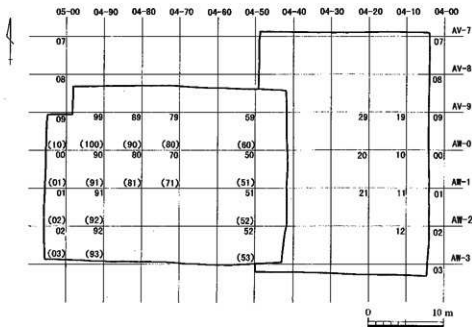 05-00 04-90 04-80 04-70 04-60 04-50 04-40 04-30 04-20 04-10 04-00
AV-7
07 07
AV-8
08 08
AV-9
09 99 89 79 59 29 19 09
(10) (100) (90) (80) (60) AW-0
00 90 80 70 50 20 10 00
(01) (91) (81) (71) (51) AW-1
01 91 51 21 11 01
(02) (92) (52) AW-2
02 92 52 12 02
(03) (93) (53) AW-3
03
0 10 m